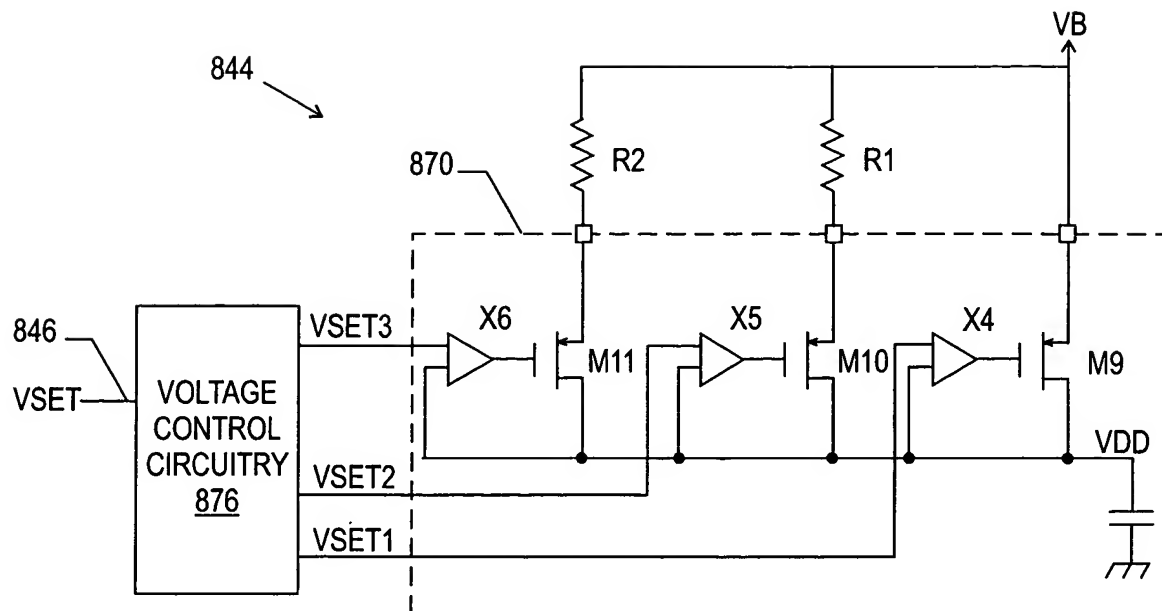 VB
844
R2
R1
870
X6
X5
X4
846
VSET3
M11
M10
M9
VSET
VOLTAGE
CONTROL
CIRCUITRY
876
VDD
VSET2
VSET1